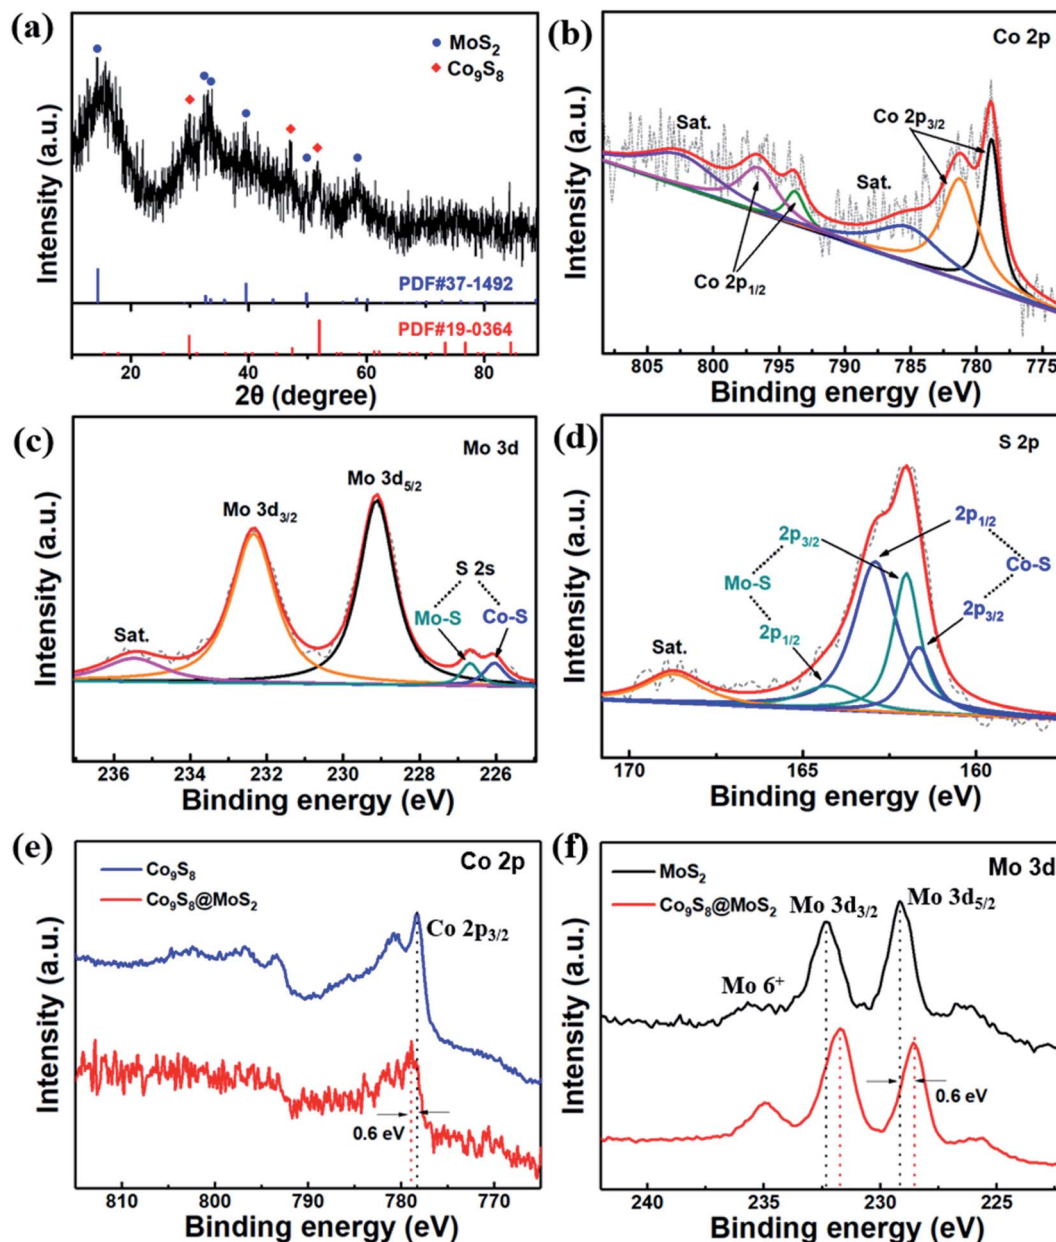 (a)
MoS₂
Co₉S₈
PDF#37-1492
PDF#19-0364
Intensity (a.u.)
20 40 60 80
2θ (degree)
(b)
Co 2p
Sat.
Co 2p₃/₂
Sat.
Co 2p₁/₂
Intensity (a.u.)
805 800 795 790 785 780 775
Binding energy (eV)
(c)
Mo 3d
Mo 3d₅/₂
Mo 3d₃/₂
S 2s
Mo-S Co-S
Sat.
Intensity (a.u.)
236 234 232 230 228 226
Binding energy (eV)
(d)
S 2p
2p₁/₂
2p₃/₂
Mo-S
Co-S
2p₃/₂
2p₁/₂
Sat.
Intensity (a.u.)
170 165 160
Binding energy (eV)
(e)
Co 2p
Co₉S₈
Co₉S₈@MoS₂
Co 2p₃/₂
0.6 eV
Intensity (a.u.)
810 800 790 780 770
Binding energy (eV)
(f)
Mo 3d
MoS₂
Co₉S₈@MoS₂
Mo 3d₃/₂
Mo 3d₅/₂
Mo 6⁺
0.6 eV
Intensity (a.u.)
240 235 230 225
Binding energy (eV)